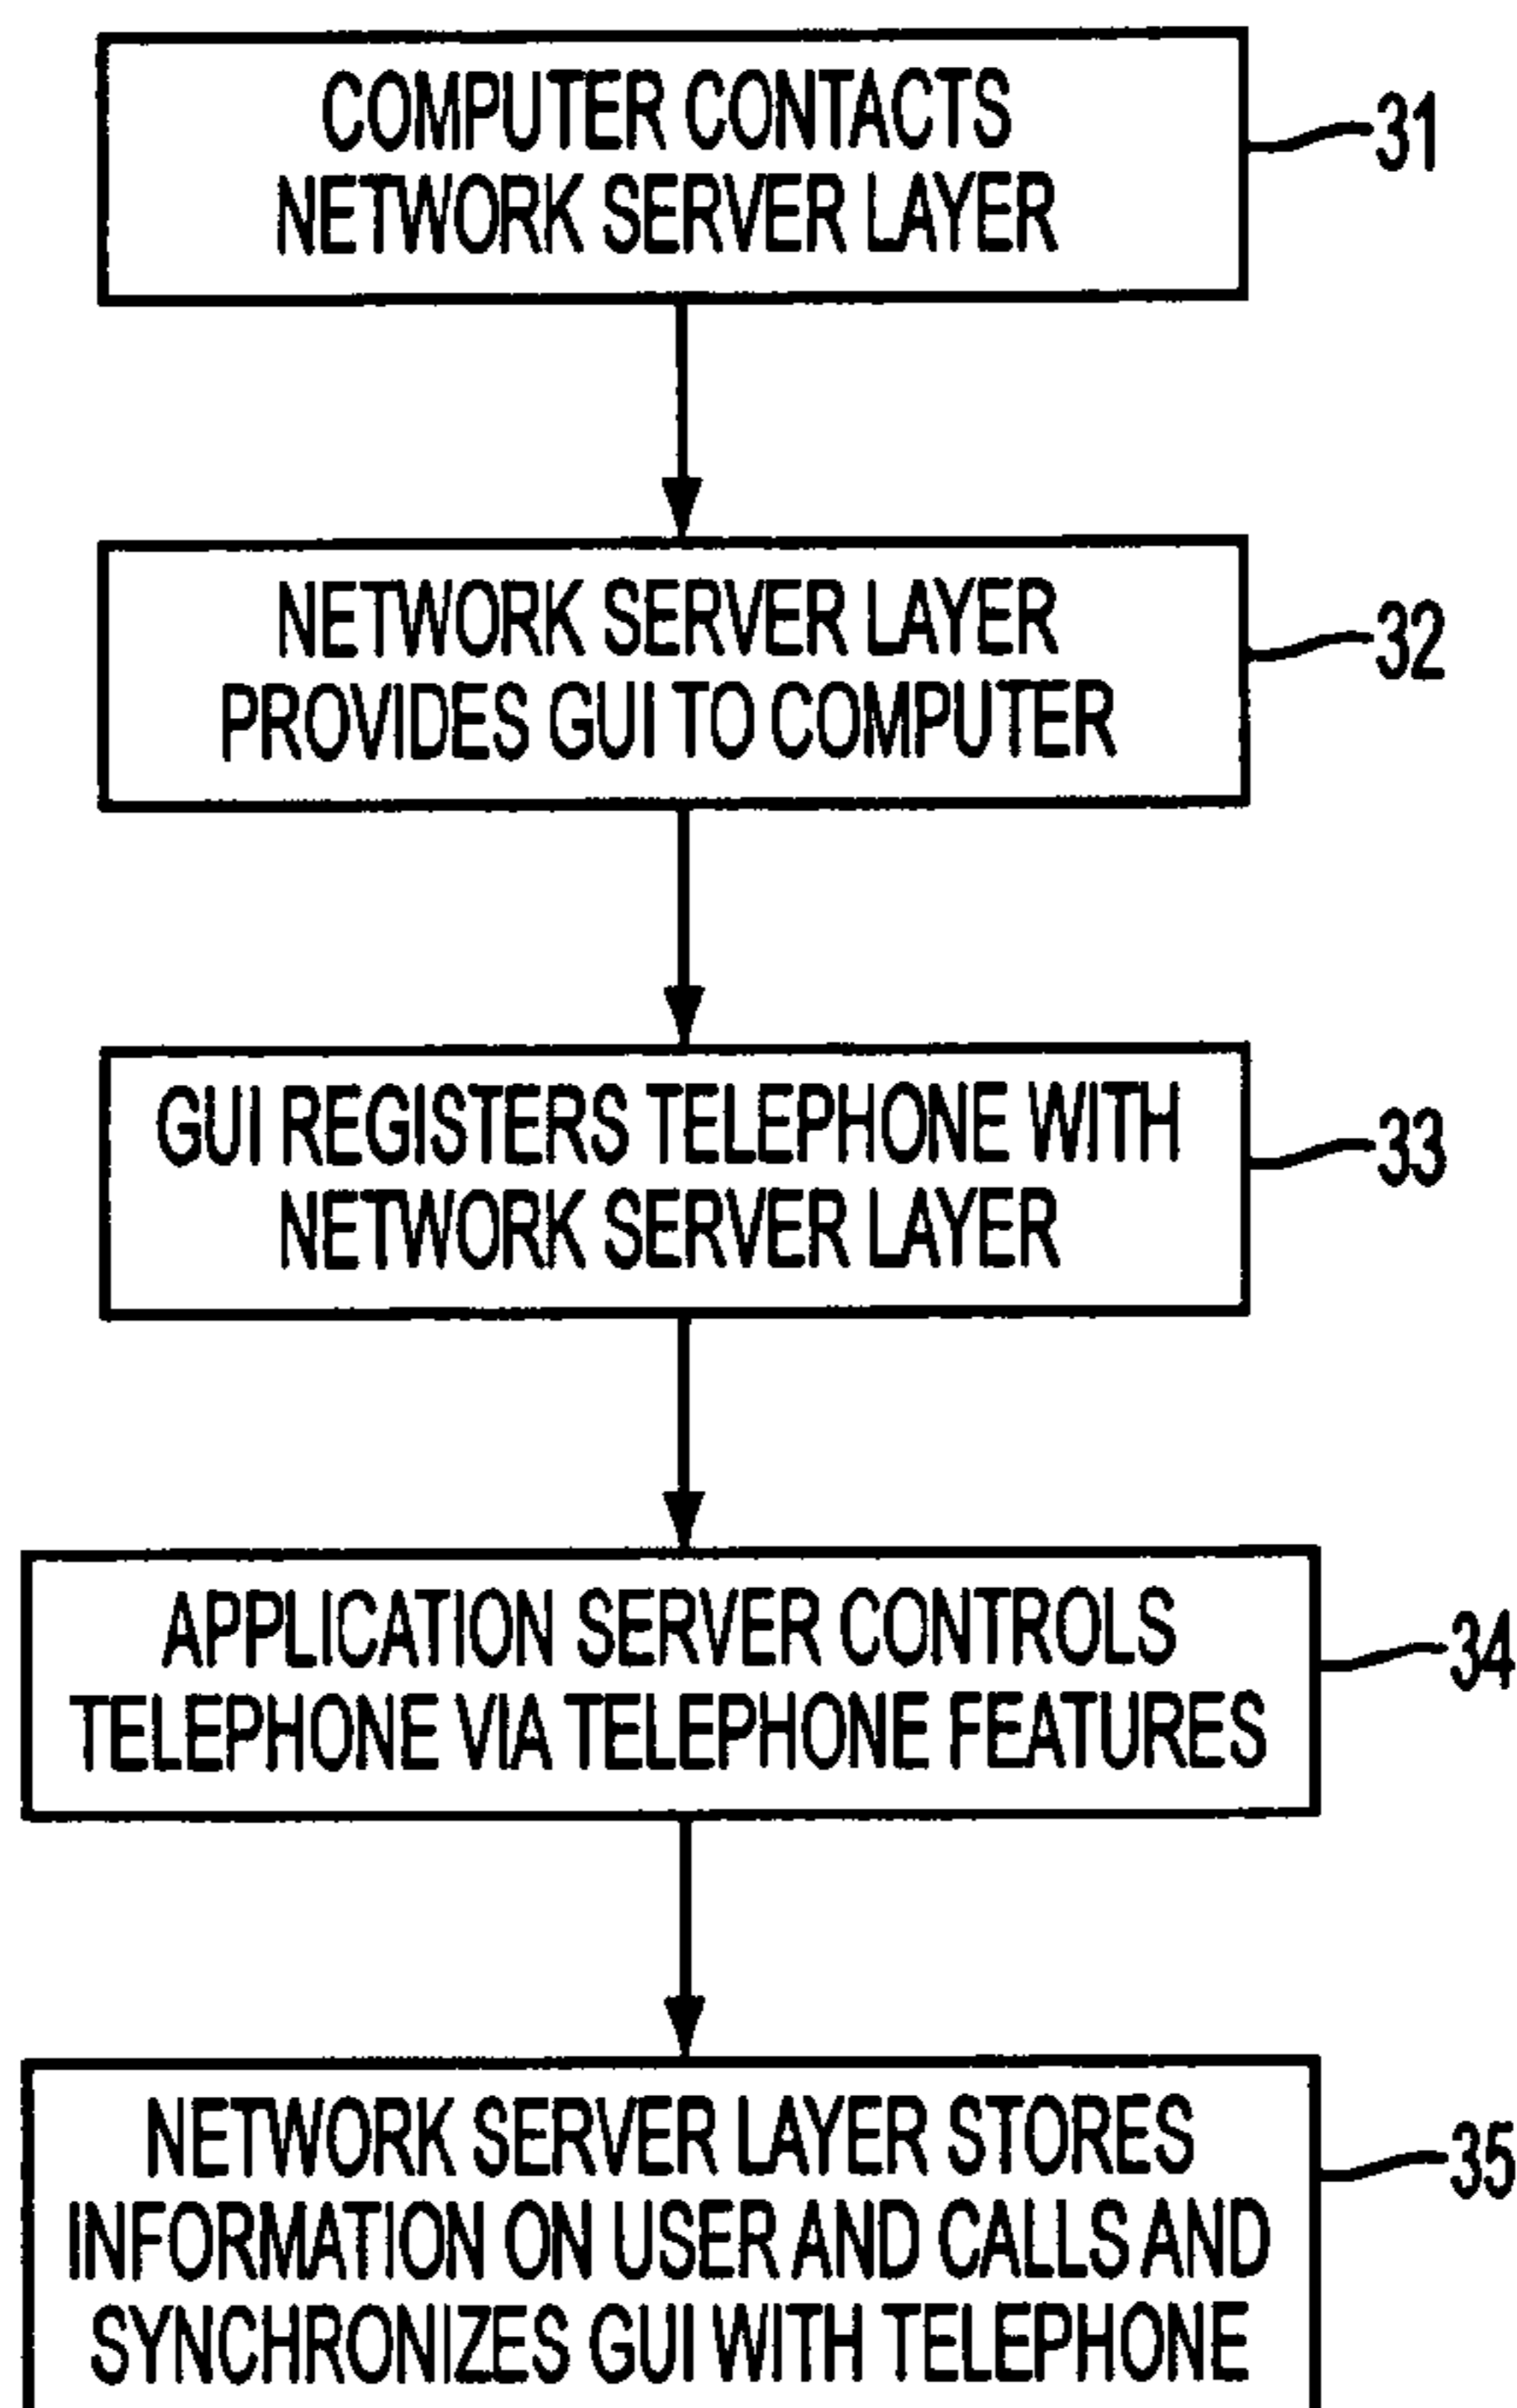 COMPUTER CONTACTS
NETWORK SERVER LAYER
31
NETWORK SERVER LAYER
PROVIDES GUI TO COMPUTER
32
GUI REGISTERS TELEPHONE WITH
NETWORK SERVER LAYER
33
APPLICATION SERVER CONTROLS
TELEPHONE VIA TELEPHONE FEATURES
34
NETWORK SERVER LAYER STORES
INFORMATION ON USER AND CALLS AND
SYNCHRONIZES GUI WITH TELEPHONE
35